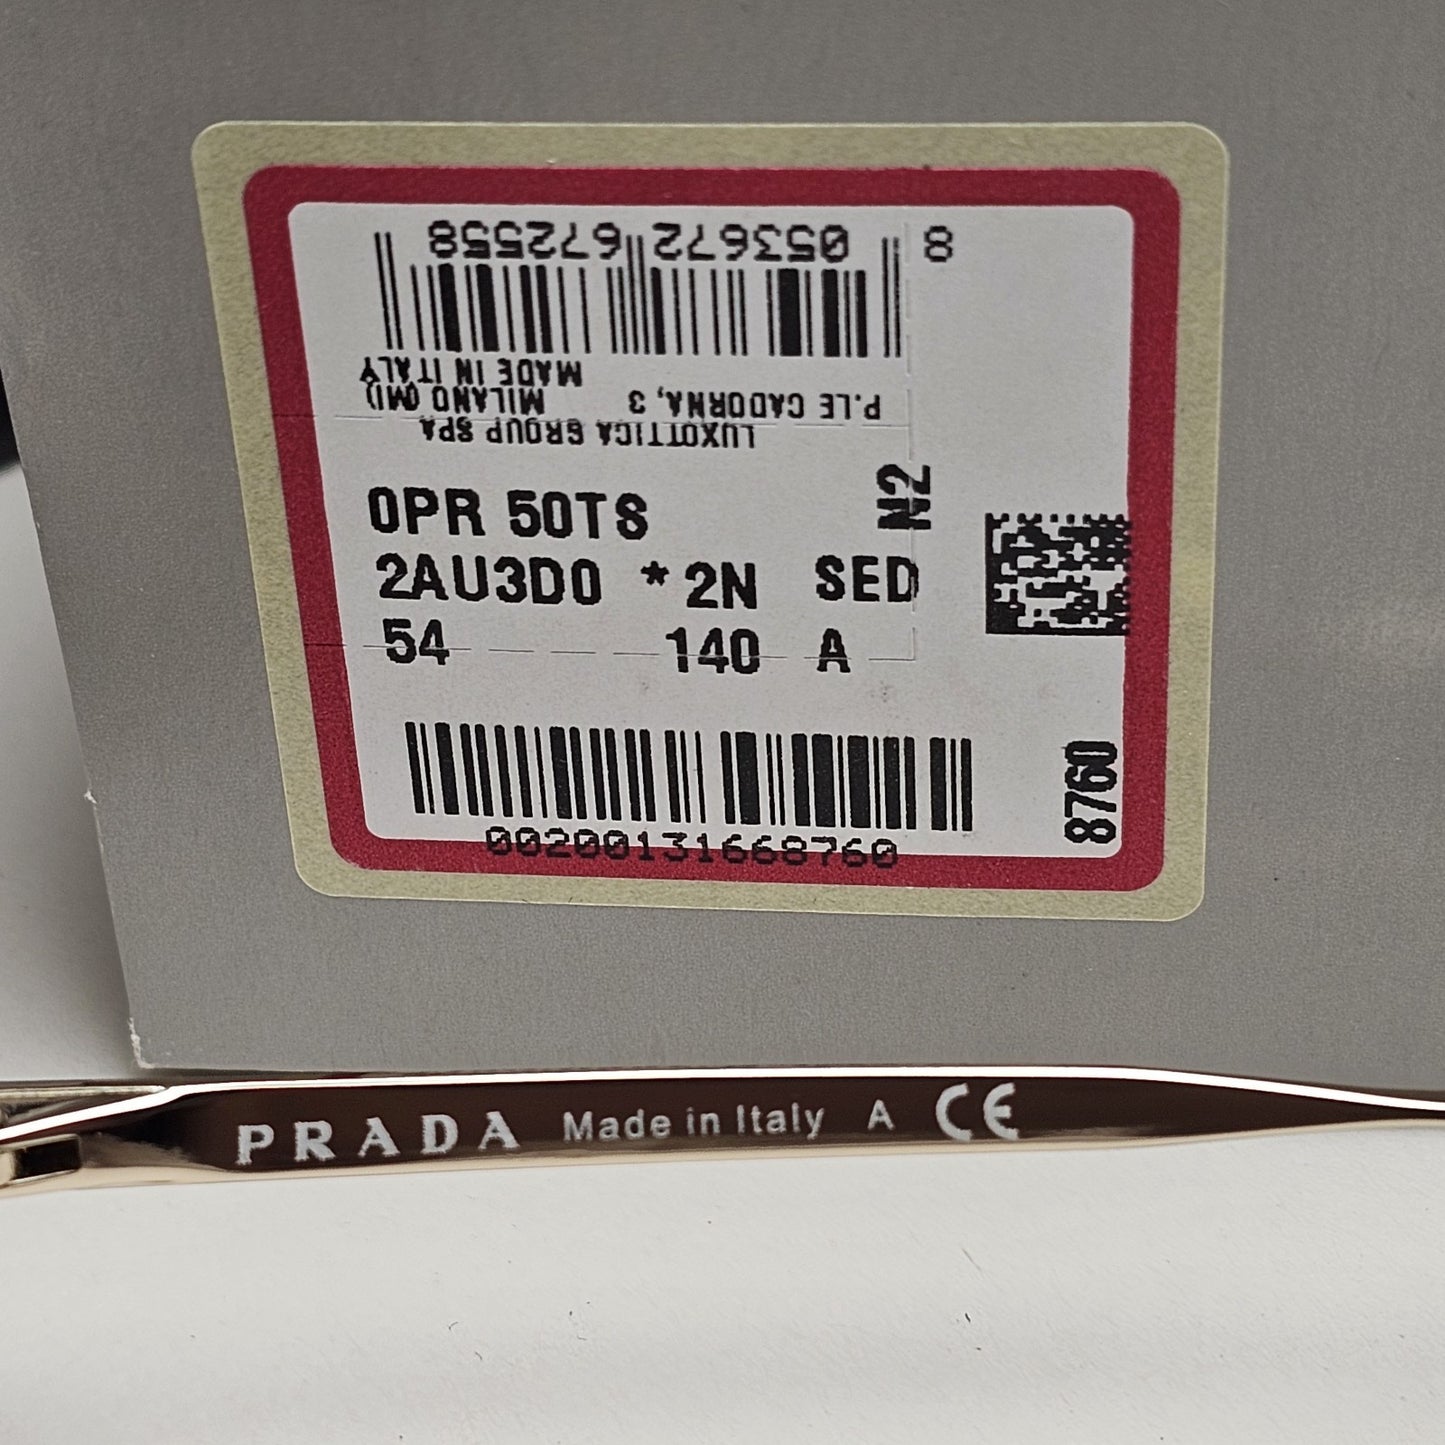 8 053672 672558
LUXOTTICA GROUP SPA
P.LE CADORNA, 3 MILANO (MI)
MADE IN ITALY
0PR 50TS
N2
2AU3D0 * 2N SED
54 140 A
8760
00200131668760
PRADA Made in Italy A CE